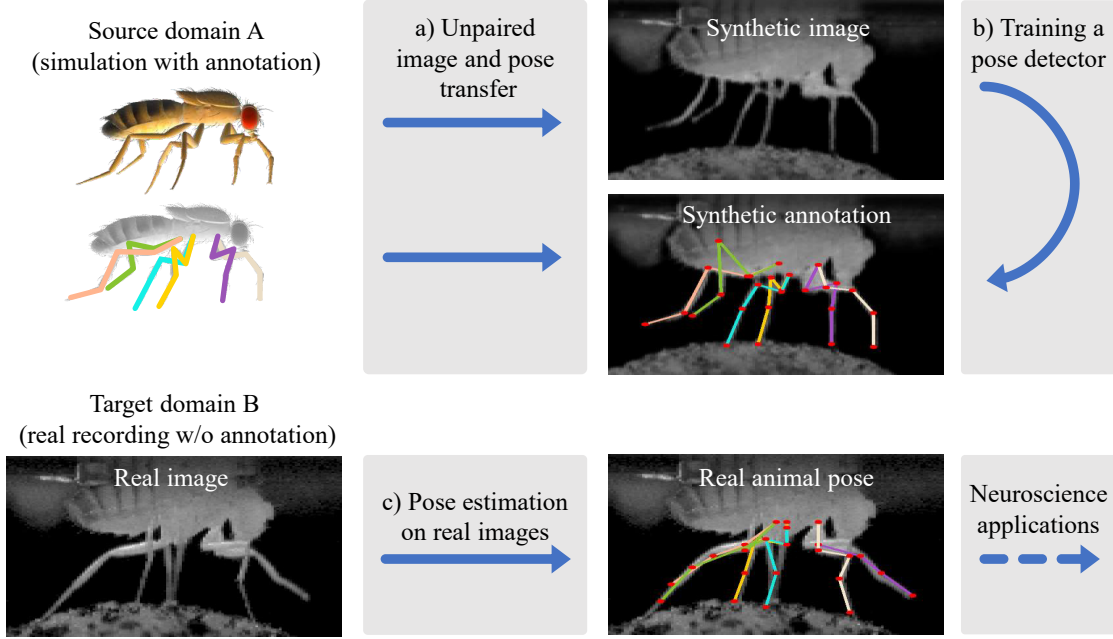 Source domain A
(simulation with annotation)
a) Unpaired
image and pose
transfer
Synthetic image
b) Training a
pose detector
Synthetic annotation
Target domain B
(real recording w/o annotation)
Real image
c) Pose estimation
on real images
Real animal pose
Neuroscience
applications